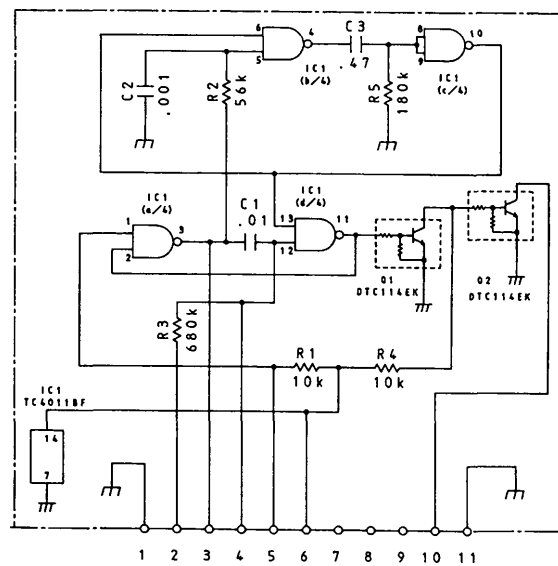 C3
.47
6
5
4
IC1
(b/4)
8
9
10
IC1
(c/4)
C2
.001
R2
56k
R5
180k
IC1
(a/4)
1
2
3
C1
.01
IC1
(d/4)
13
12
11
Q1
DTC114EK
Q2
DTC114EK
R3
680k
R1
10k
R4
10k
IC1
TC4011BF
14
7
1 2 3 4 5 6 7 8 9 10 11